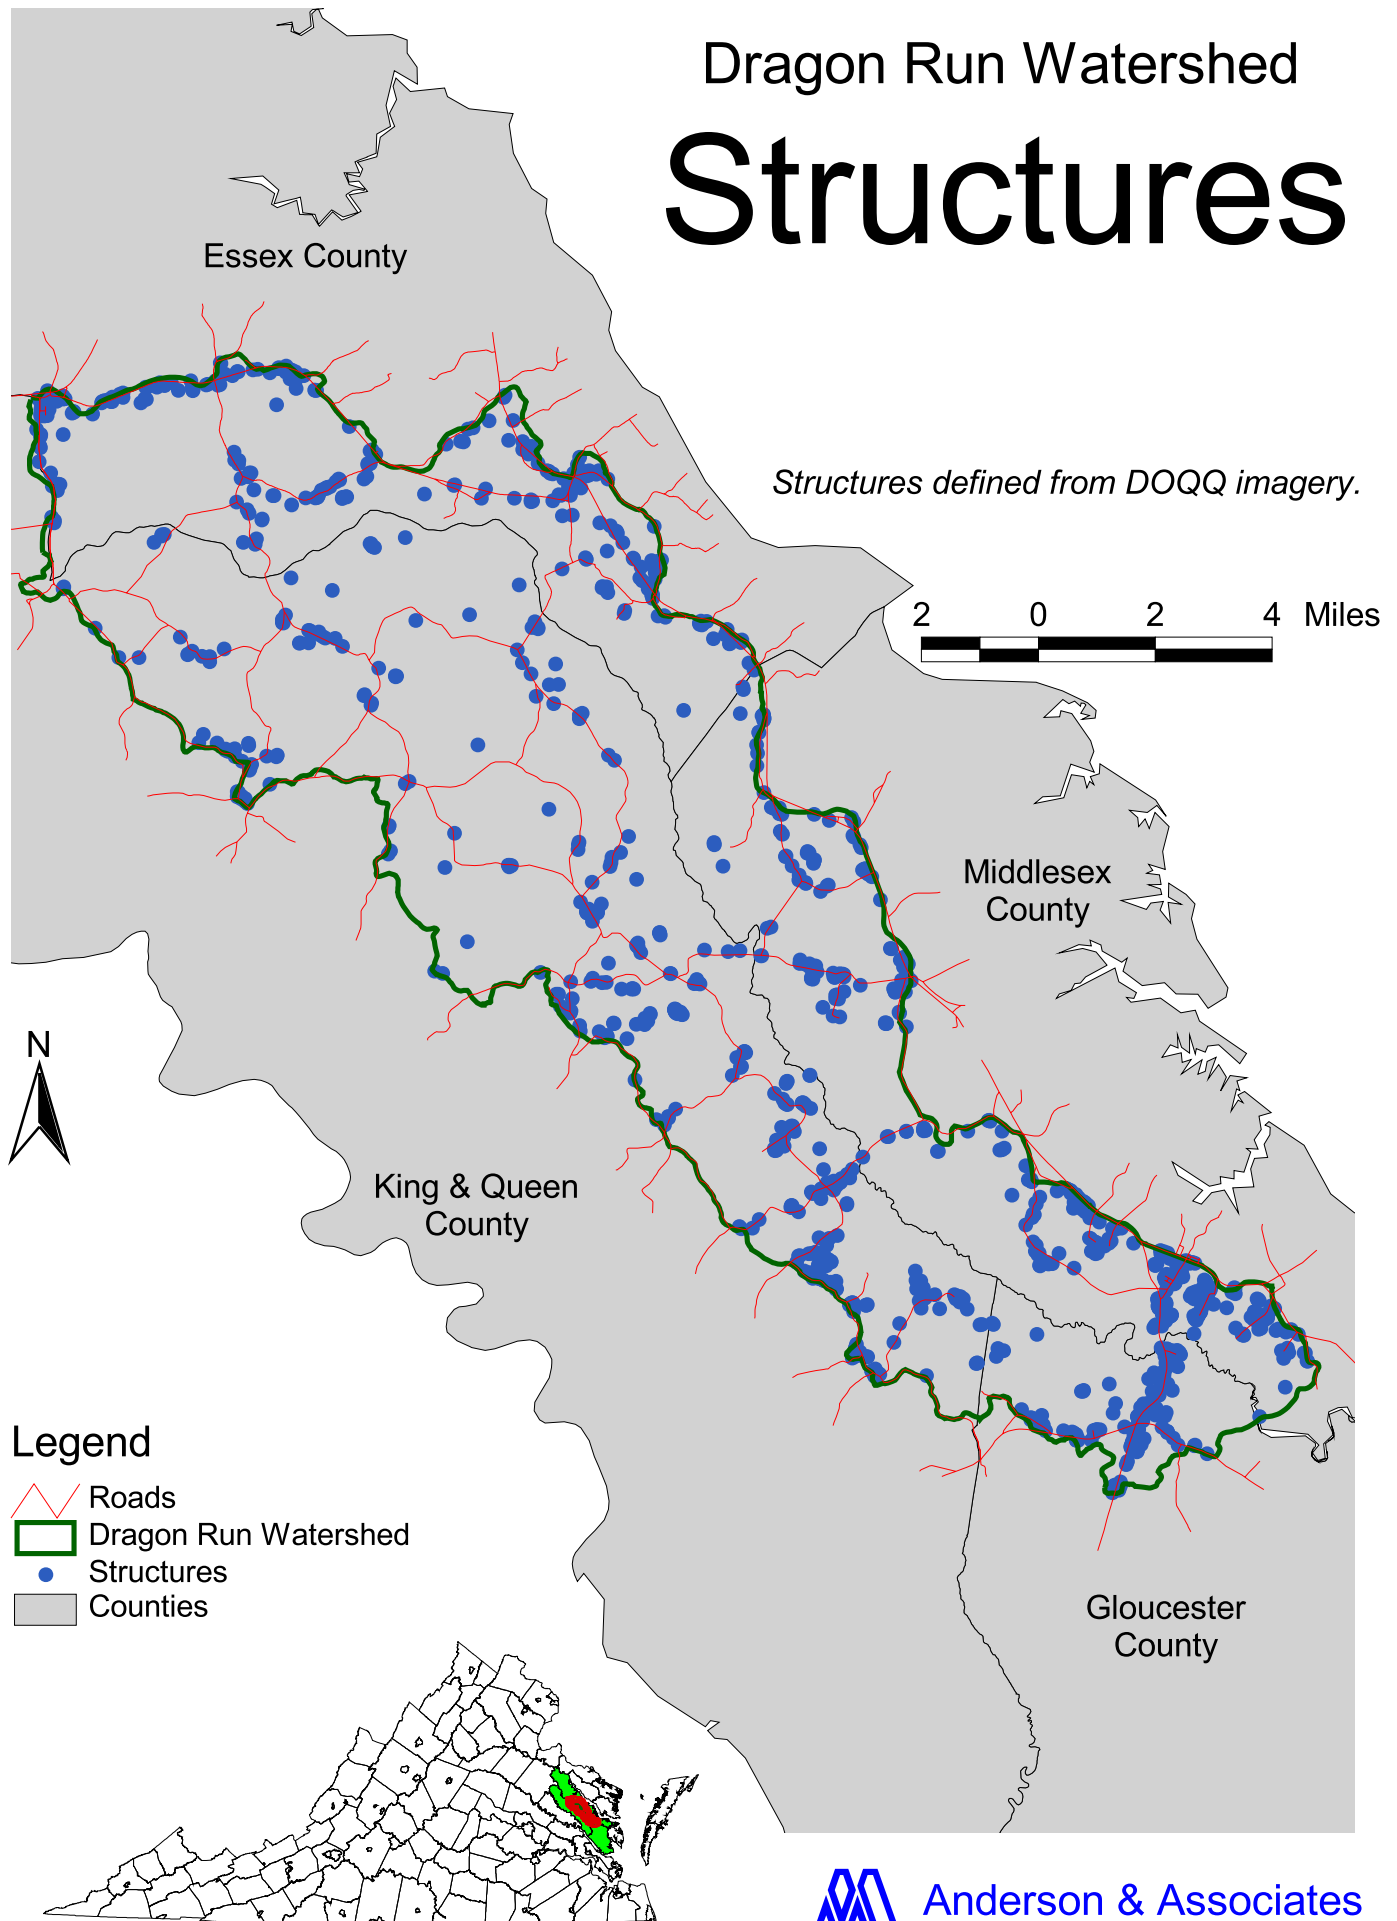 Dragon Run Watershed
Structures
Essex County
Structures defined from DOQQ imagery.
2 0 2 4 Miles
Middlesex
County
N
King & Queen
County
Legend
Roads
Dragon Run Watershed
Structures
Counties
Gloucester
County
Anderson & Associates